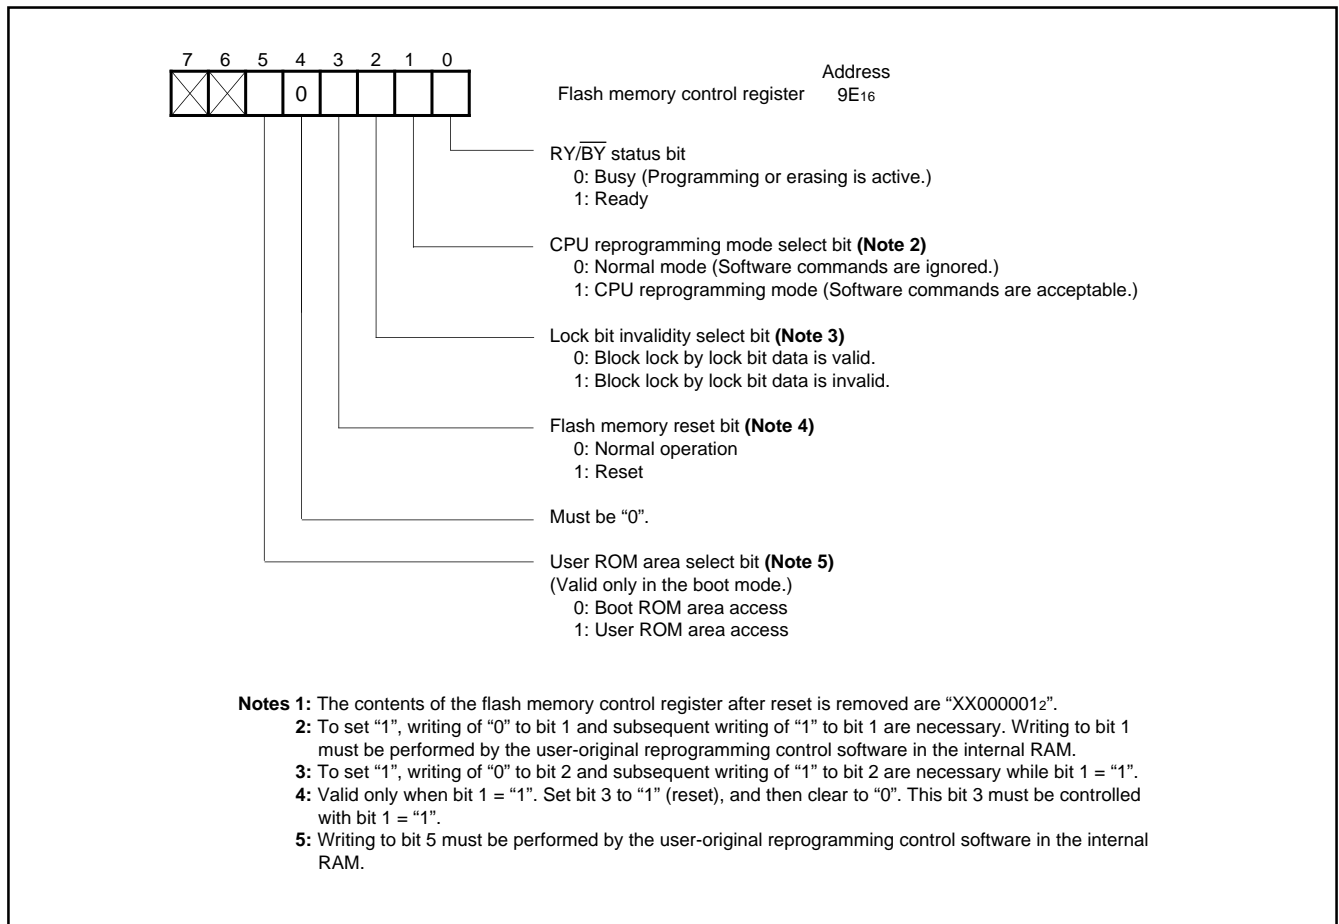 7 6 5 4 3 2 1 0
0
Address
Flash memory control register 9E16
RY/B̅Y̅ status bit
0: Busy (Programming or erasing is active.)
1: Ready
CPU reprogramming mode select bit (Note 2)
0: Normal mode (Software commands are ignored.)
1: CPU reprogramming mode (Software commands are acceptable.)
Lock bit invalidity select bit (Note 3)
0: Block lock by lock bit data is valid.
1: Block lock by lock bit data is invalid.
Flash memory reset bit (Note 4)
0: Normal operation
1: Reset
Must be “0”.
User ROM area select bit (Note 5)
(Valid only in the boot mode.)
0: Boot ROM area access
1: User ROM area access
Notes 1: The contents of the flash memory control register after reset is removed are “XX0000012”.
2: To set “1”, writing of “0” to bit 1 and subsequent writing of “1” to bit 1 are necessary. Writing to bit 1
must be performed by the user-original reprogramming control software in the internal RAM.
3: To set “1”, writing of “0” to bit 2 and subsequent writing of “1” to bit 2 are necessary while bit 1 = “1”.
4: Valid only when bit 1 = “1”. Set bit 3 to “1” (reset), and then clear to “0”. This bit 3 must be controlled
with bit 1 = “1”.
5: Writing to bit 5 must be performed by the user-original reprogramming control software in the internal
RAM.